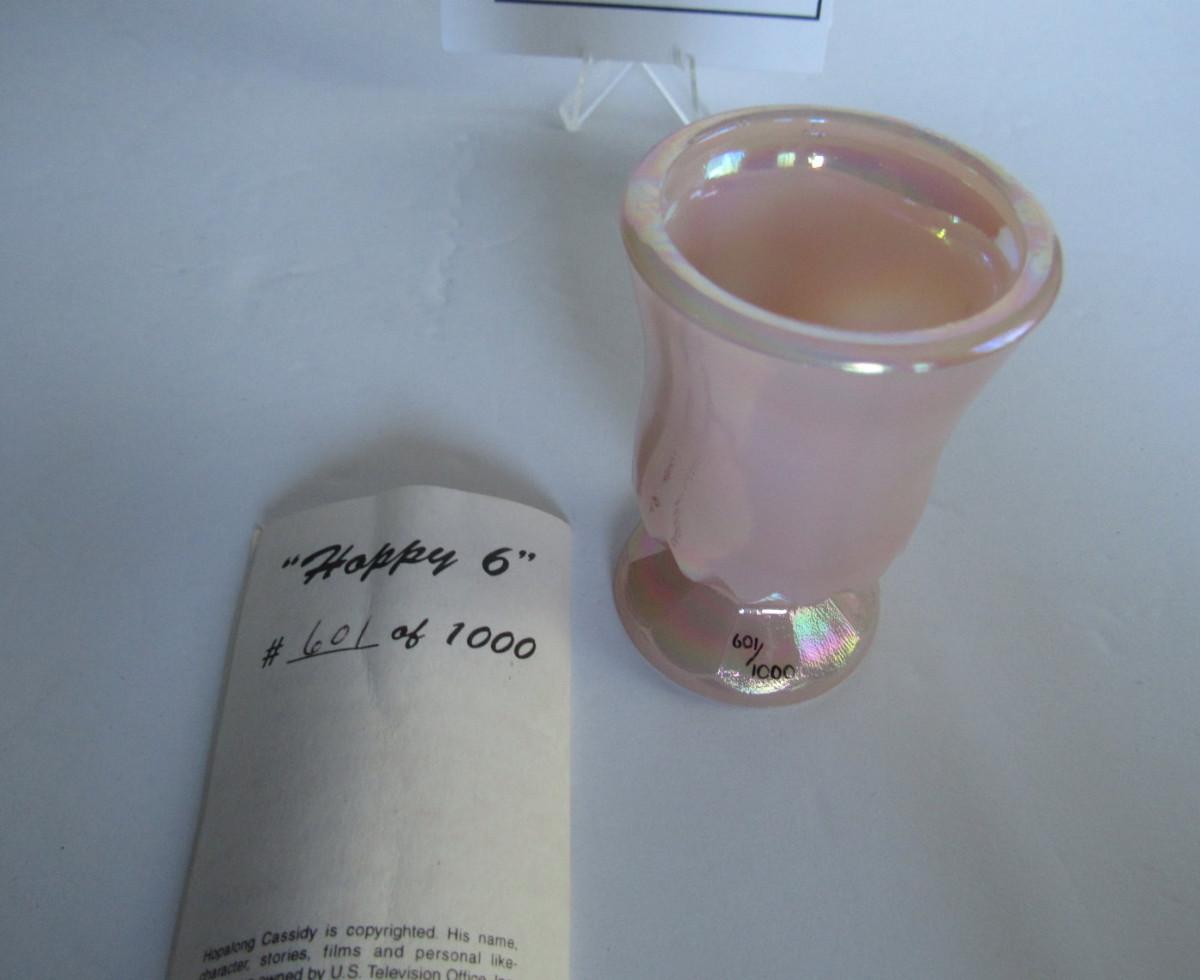 "Hoppy 6"
# 601 of 1000
Hopalong Cassidy is copyrighted. His name,
character, stories, films and personal like-
owned by U.S. Television Office, Inc
601/
1000